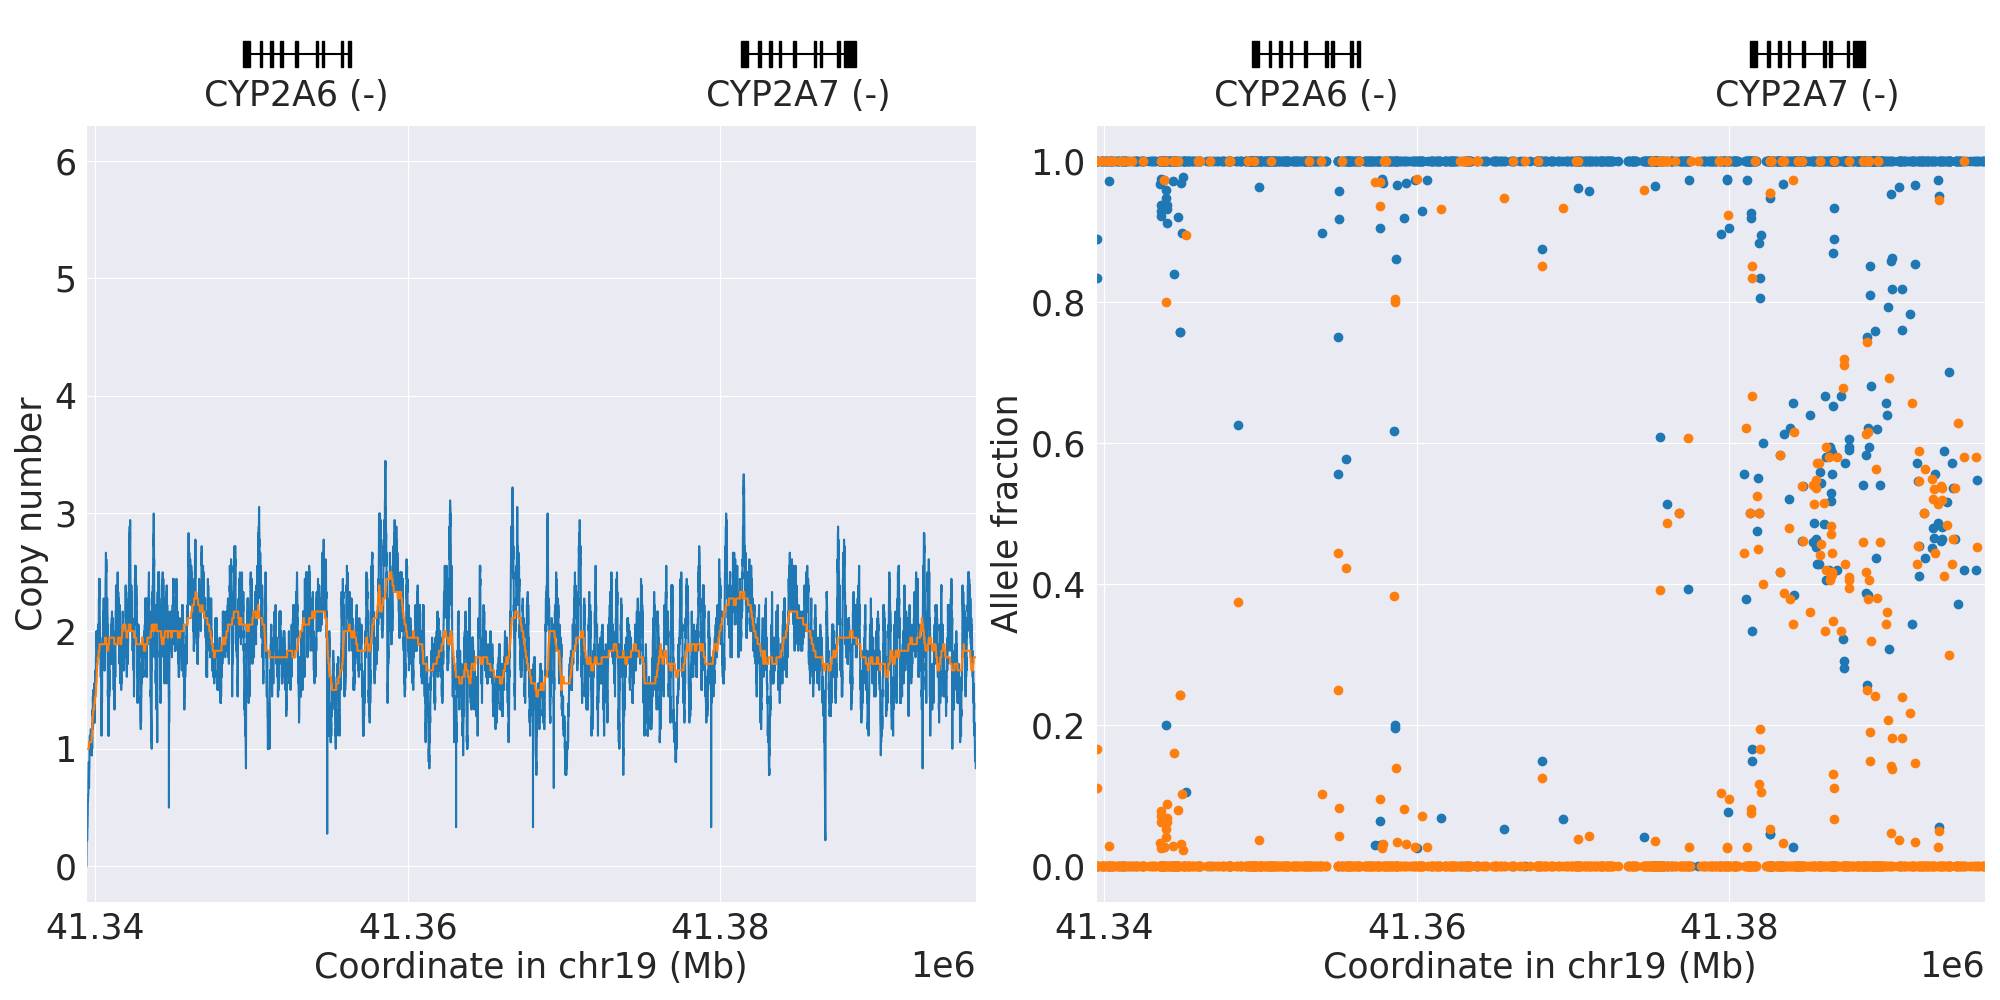 CYP2A6 (-)
CYP2A7 (-)
6
5
4
3
2
1
0
Copy number
41.34
41.36
41.38
Coordinate in chr19 (Mb)
1e6
CYP2A6 (-)
CYP2A7 (-)
1.0
0.8
0.6
0.4
0.2
0.0
Allele fraction
41.34
41.36
41.38
Coordinate in chr19 (Mb)
1e6